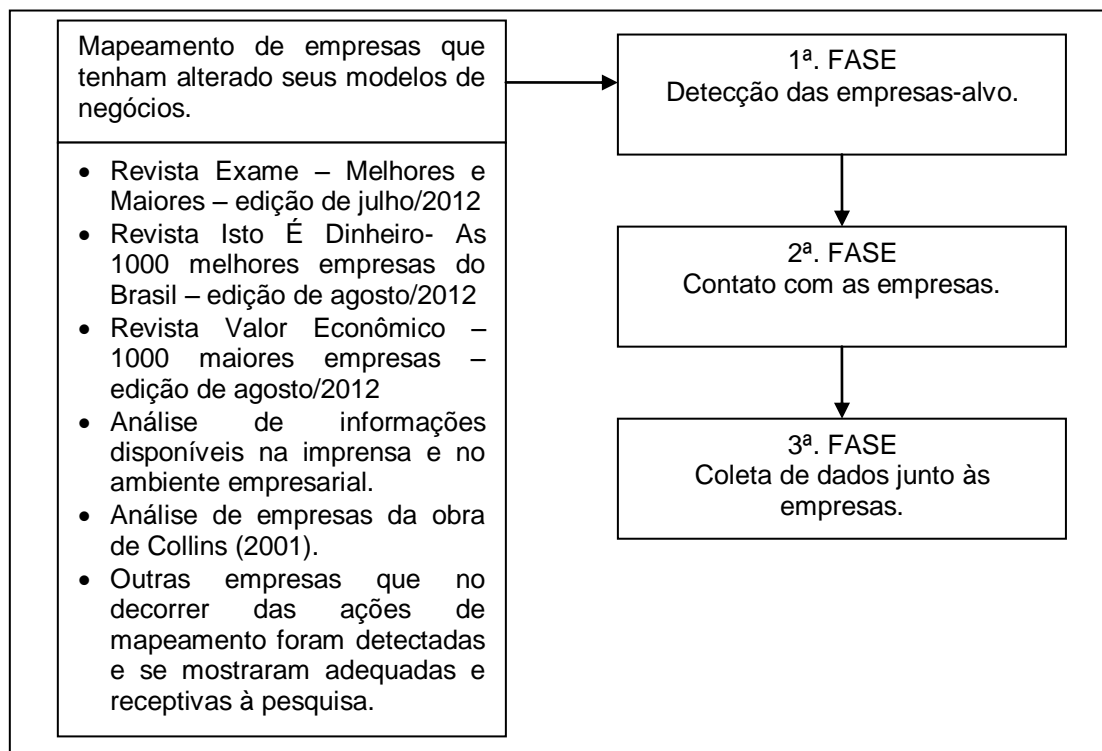 Mapeamento de empresas que
tenham alterado seus modelos de
negócios.
• Revista Exame – Melhores e
Maiores – edição de julho/2012
• Revista Isto É Dinheiro- As
1000 melhores empresas do
Brasil – edição de agosto/2012
• Revista Valor Econômico –
1000 maiores empresas –
edição de agosto/2012
• Análise de informações
disponíveis na imprensa e no
ambiente empresarial.
• Análise de empresas da obra
de Collins (2001).
• Outras empresas que no
decorrer das ações de
mapeamento foram detectadas
e se mostraram adequadas e
receptivas à pesquisa.
1ª. FASE
Detecção das empresas-alvo.
2ª. FASE
Contato com as empresas.
3ª. FASE
Coleta de dados junto às
empresas.